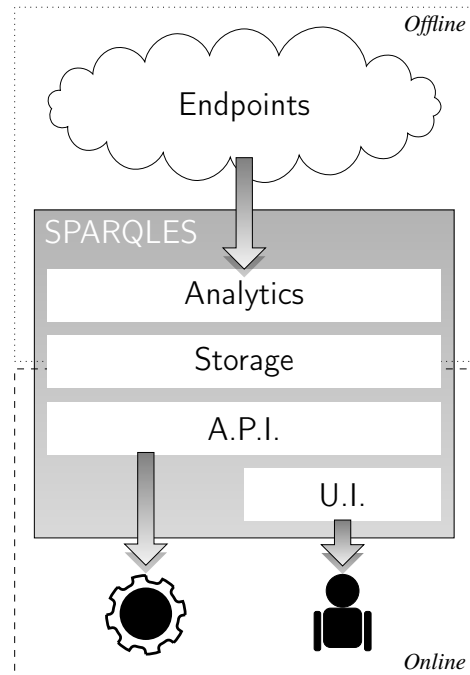 Offline
Endpoints
SPARQLES
Analytics
Storage
A.P.I.
U.I.
Online